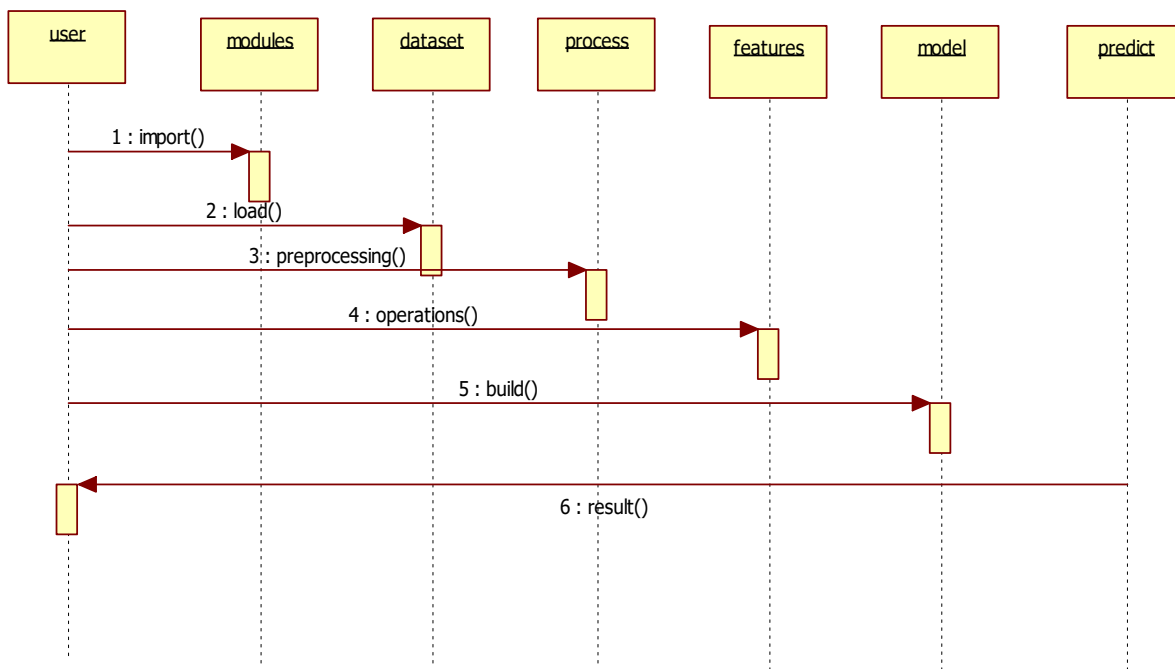 user
modules
dataset
process
features
model
predict
1 : import()
2 : load()
3 : preprocessing()
4 : operations()
5 : build()
6 : result()